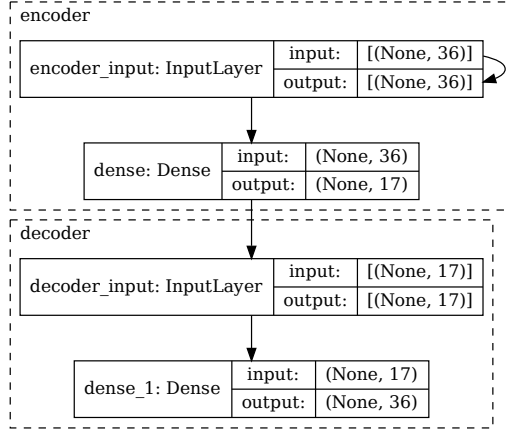 encoder
encoder_input: InputLayer
input: [(None, 36)]
output: [(None, 36)]
dense: Dense
input: (None, 36)
output: (None, 17)
decoder
decoder_input: InputLayer
input: [(None, 17)]
output: [(None, 17)]
dense_1: Dense
input: (None, 17)
output: (None, 36)